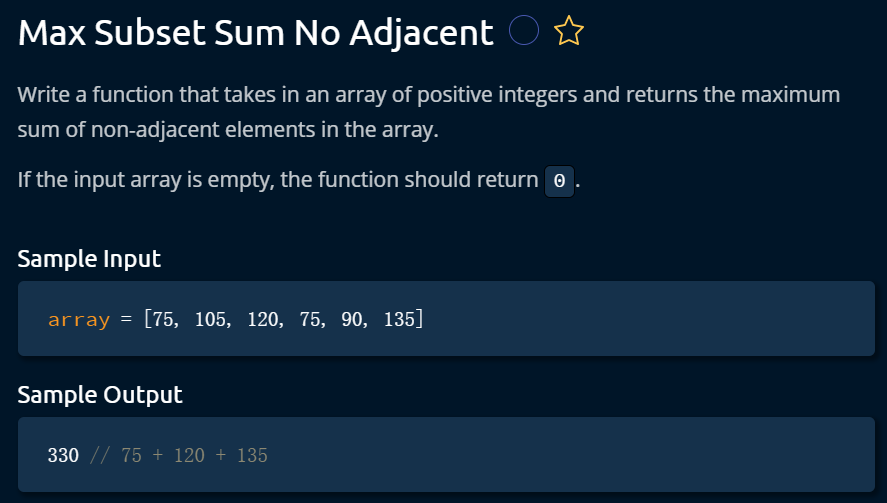 Max Subset Sum No Adjacent
Write a function that takes in an array of positive integers and returns the maximum
sum of non-adjacent elements in the array.
If the input array is empty, the function should return 0.
Sample Input
array = [75, 105, 120, 75, 90, 135]
Sample Output
330 // 75 + 120 + 135